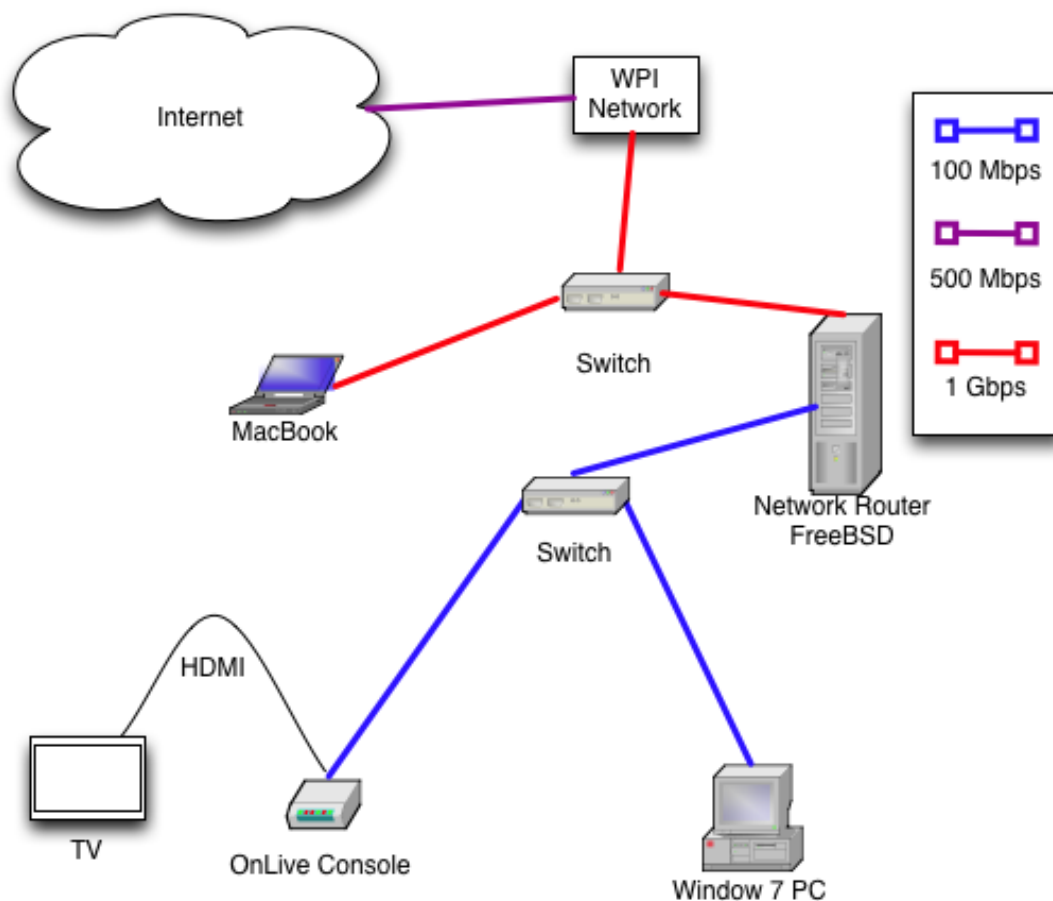 Internet
WPI
Network
100 Mbps
500 Mbps
1 Gbps
Switch
MacBook
Network Router
FreeBSD
Switch
HDMI
TV
OnLive Console
Window 7 PC